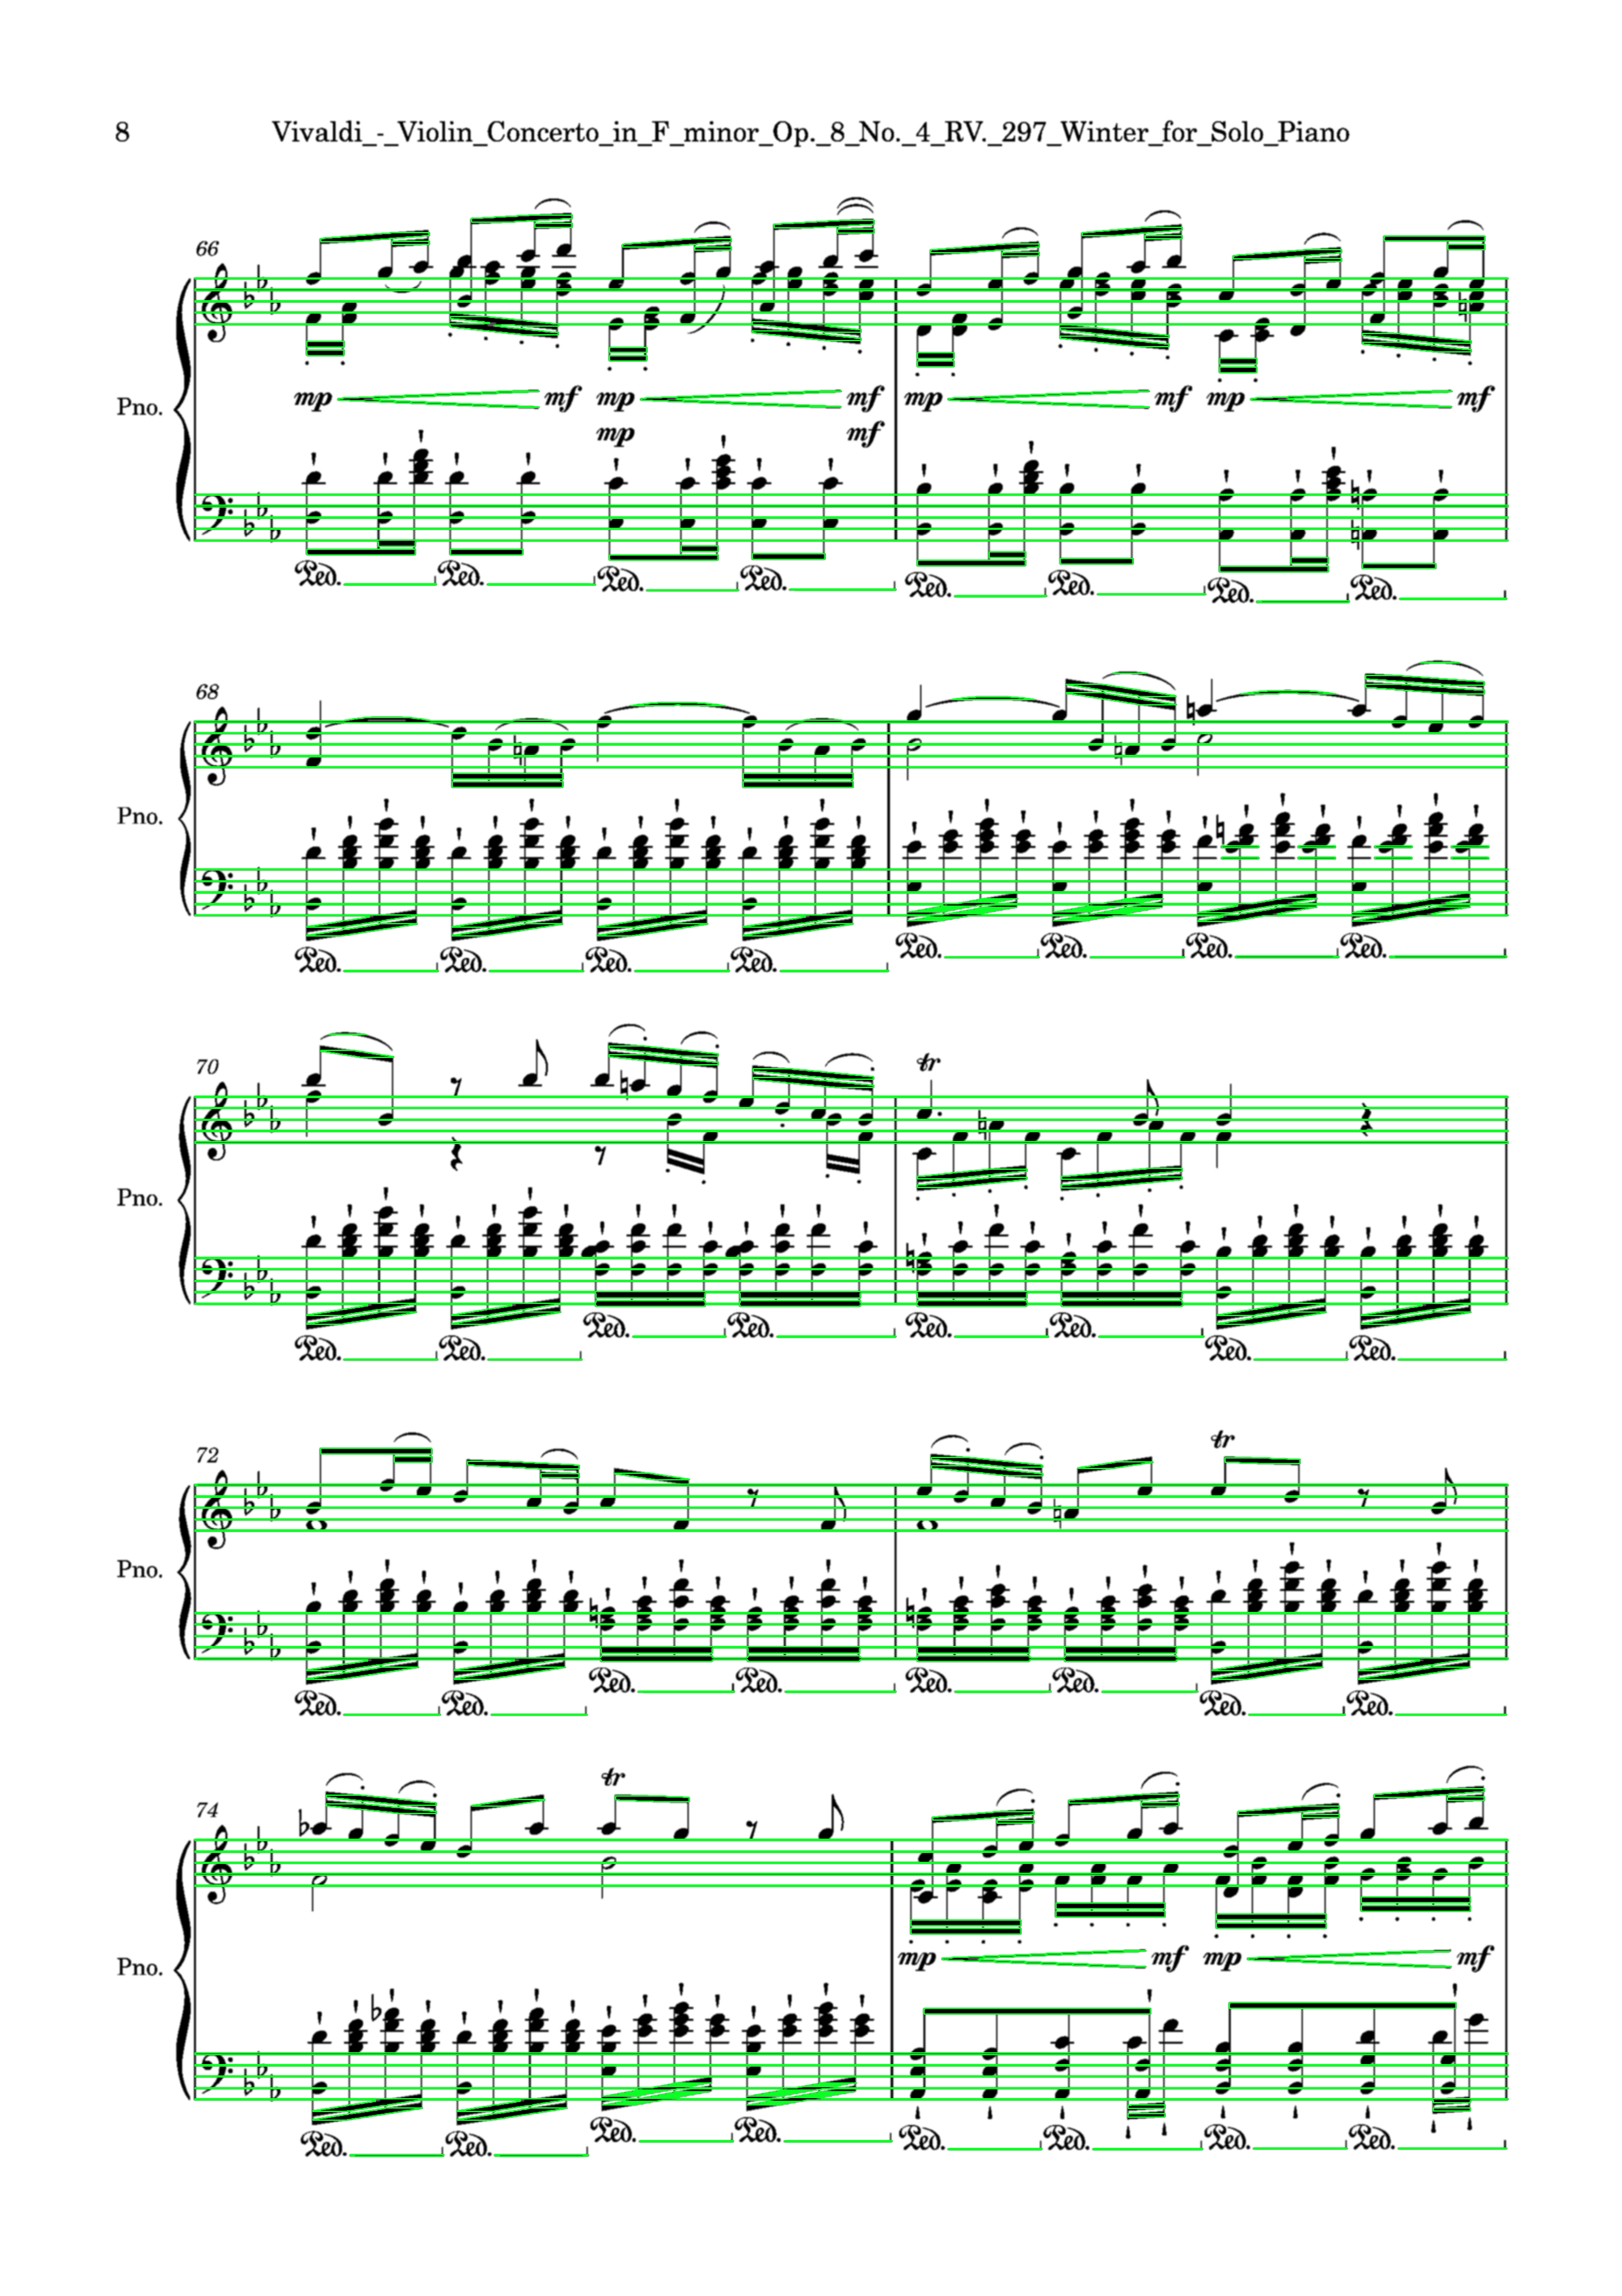 8 Vivaldi_-_Violin_Concerto_in_F_minor_Op._8_No._4_RV._297_Winter_for_Solo_Piano
66
mp mf mp mf mp mf mp mf
Pno.
mp mf
Ped. Ped. Ped. Ped. Ped. Ped. Ped. Ped.
68
Pno.
Ped. Ped. Ped. Ped. Ped. Ped. Ped. Ped.
70 tr
Pno.
Ped. Ped. Ped. Ped. Ped. Ped. Ped. Ped.
72 tr
Pno.
Ped. Ped. Ped. Ped. Ped. Ped. Ped. Ped.
74 tr
mp mf mp mf
Pno.
Ped. Ped. Ped. Ped. Ped. Ped. Ped. Ped.